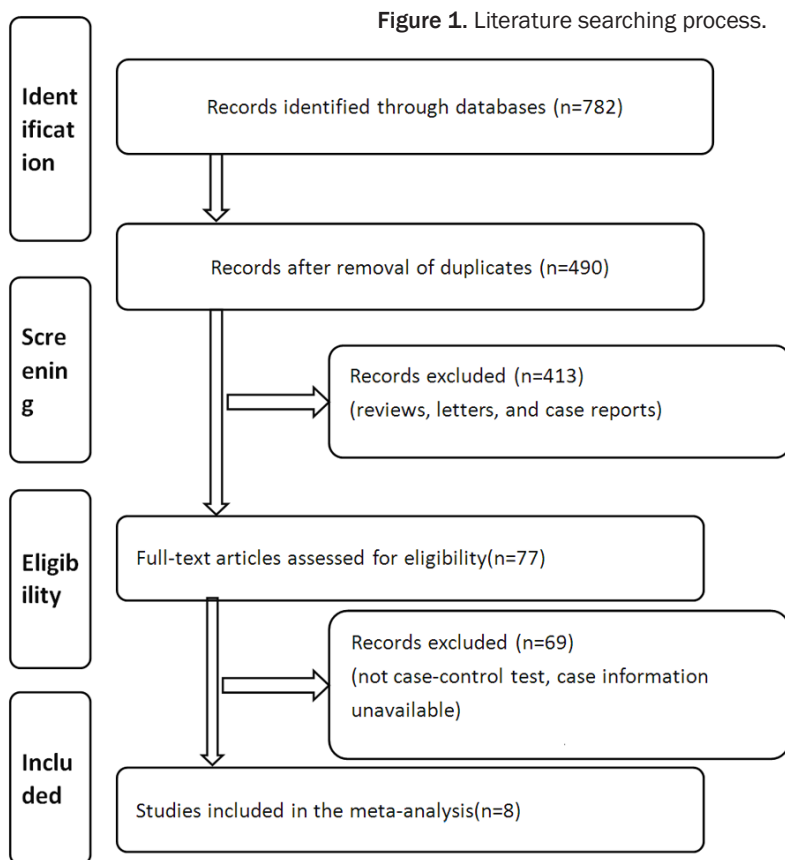 Figure 1. Literature searching process.
Ident
ificat
ion
Records identified through databases (n=782)
Records after removal of duplicates (n=490)
Scre
enin
g
Records excluded (n=413)
(reviews, letters, and case reports)
Eligib
ility
Full-text articles assessed for eligibility(n=77)
Records excluded (n=69)
(not case-control test, case information
unavailable)
Inclu
ded
Studies included in the meta-analysis(n=8)